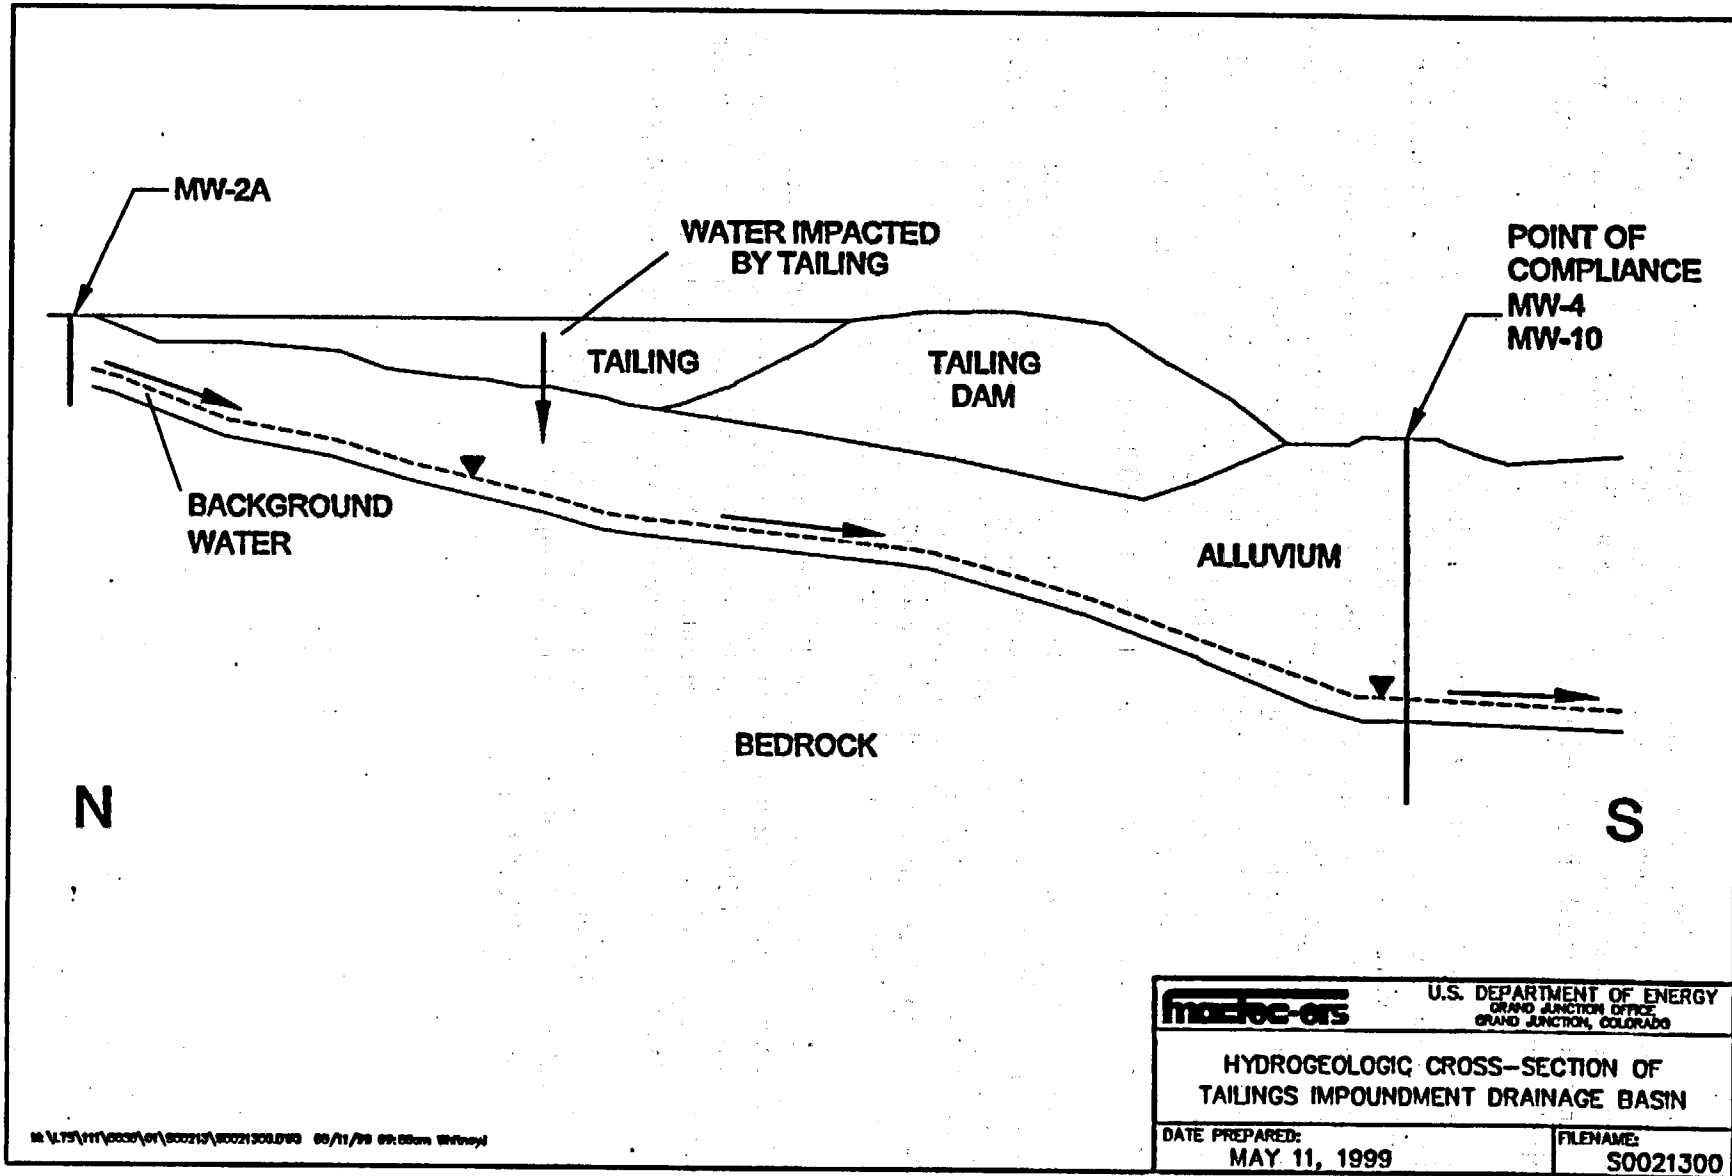 MW-2A
WATER IMPACTED
BY TAILING
POINT OF
COMPLIANCE
MW-4
MW-10
TAILING
TAILING
DAM
BACKGROUND
WATER
ALLUVIUM
BEDROCK
N
S
mactec-ers
U.S. DEPARTMENT OF ENERGY
GRAND JUNCTION OFFICE
GRAND JUNCTION, COLORADO
HYDROGEOLOGIC CROSS-SECTION OF
TAILINGS IMPOUNDMENT DRAINAGE BASIN
DATE PREPARED:
MAY 11, 1999
FILENAME:
S0021300